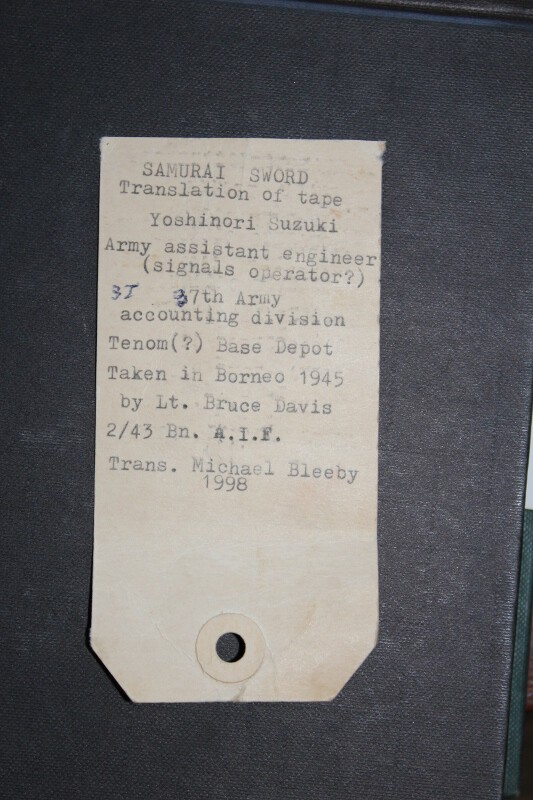 SAMURAI SWORD
Translation of tape
Yoshinori Suzuki
Army assistant engineer
(signals operator?)
37th Army
accounting division
Tenom(?) Base Depot
Taken in Borneo 1945
by Lt. Bruce Davis
2/43 Bn. A.I.F.
Trans. Michael Bleeby
1998